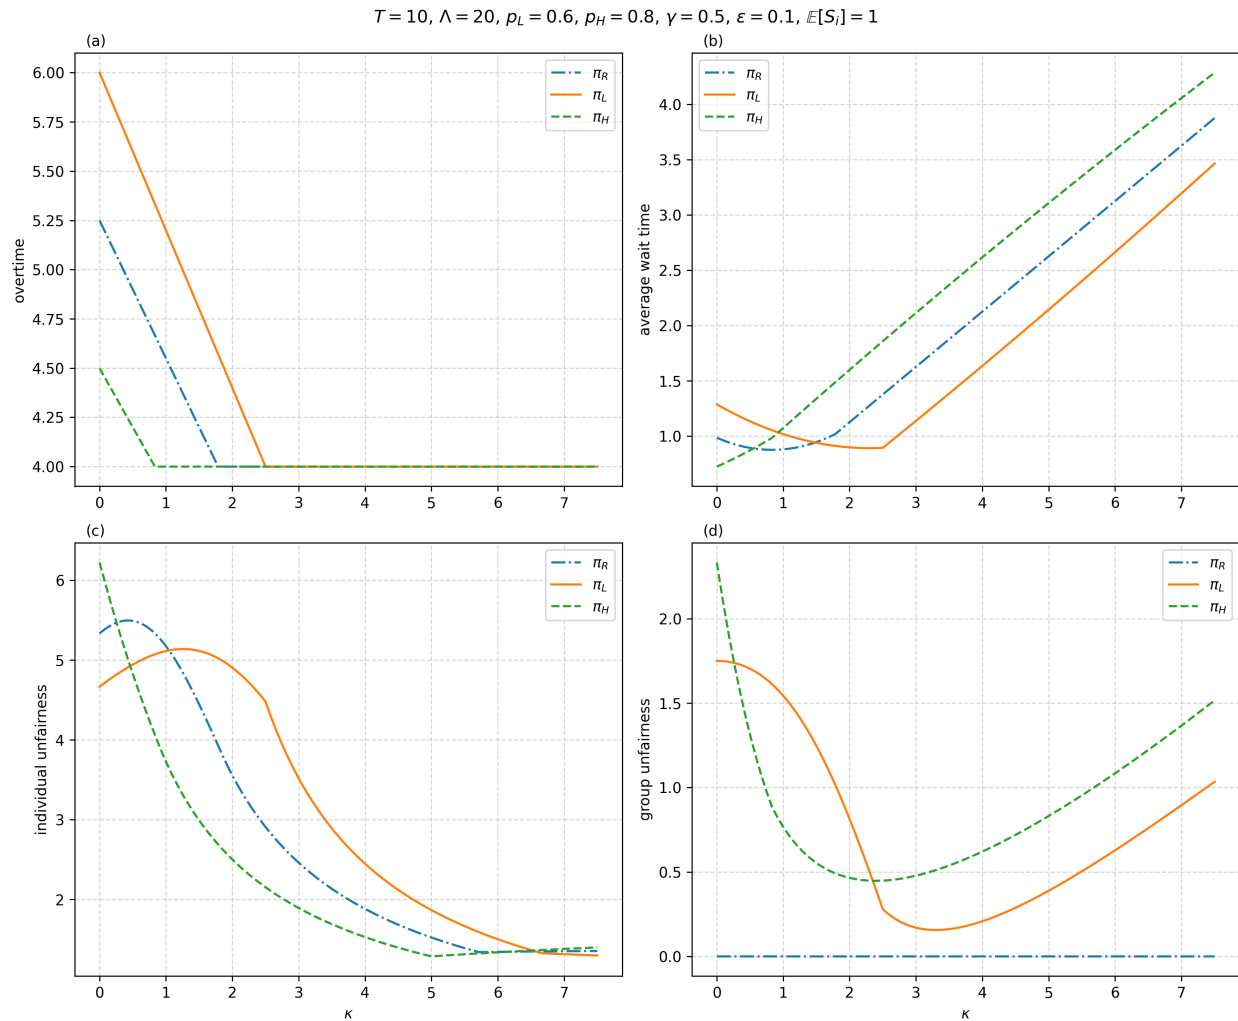 T = 10, Λ = 20, p_L = 0.6, p_H = 0.8, γ = 0.5, ε = 0.1, 𝔼[S_i] = 1
(a)
π_R
π_L
π_H
6.00
5.75
5.50
5.25
5.00
4.75
4.50
4.25
4.00
overtime
0 1 2 3 4 5 6 7
(b)
π_R
π_L
π_H
4.0
3.5
3.0
2.5
2.0
1.5
1.0
average wait time
0 1 2 3 4 5 6 7
(c)
π_R
π_L
π_H
6
5
4
3
2
individual unfairness
0 1 2 3 4 5 6 7
κ
(d)
π_R
π_L
π_H
2.0
1.5
1.0
0.5
0.0
group unfairness
0 1 2 3 4 5 6 7
κ